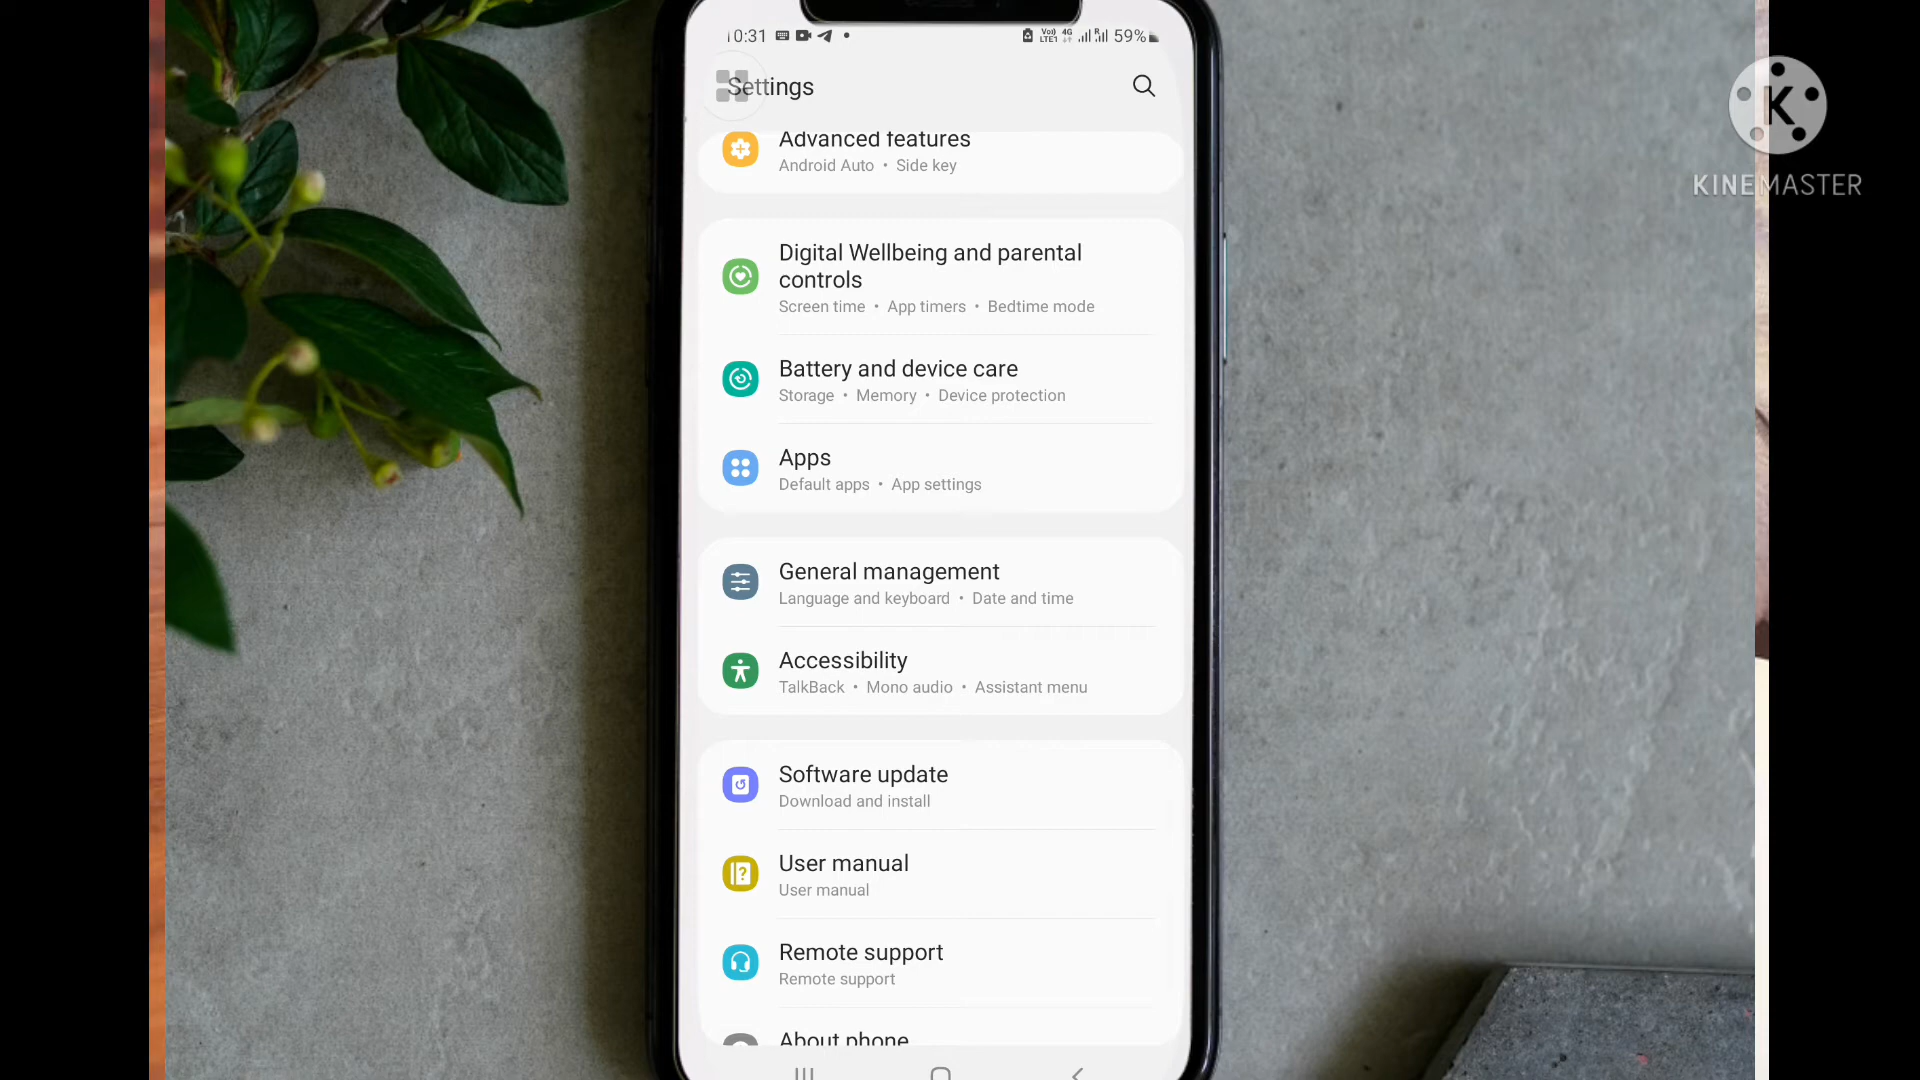 10:31 Vo) LTE1 4G 59%
Settings
Advanced features
Android Auto • Side key
Digital Wellbeing and parental
controls
Screen time • App timers • Bedtime mode
Battery and device care
Storage • Memory • Device protection
Apps
Default apps • App settings
General management
Language and keyboard • Date and time
Accessibility
TalkBack • Mono audio • Assistant menu
Software update
Download and install
User manual
User manual
Remote support
Remote support
About phone
K
KINEMASTER